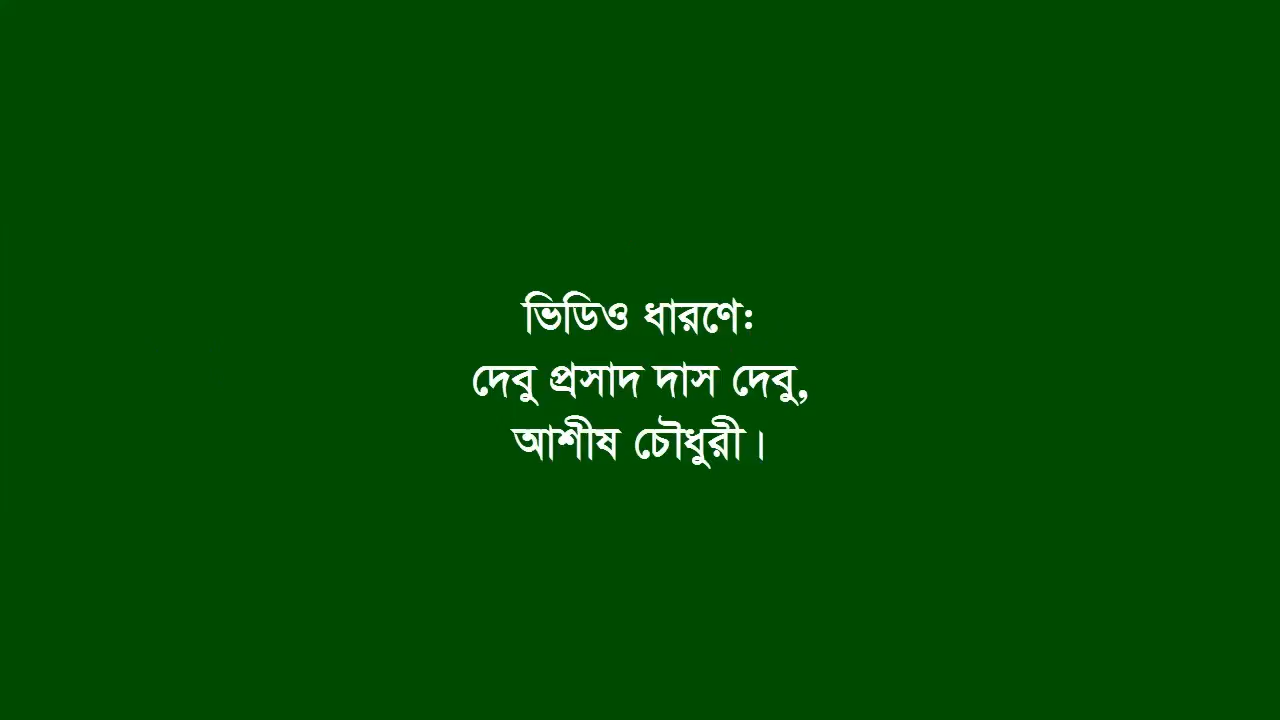 ভিডিও ধারণে:
দেবু প্রসাদ দাস দেবু,
আশীষ চৌধুরী।